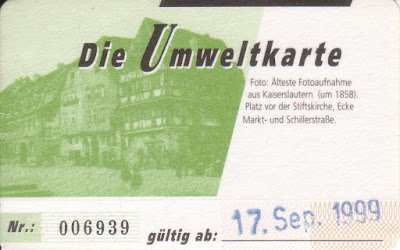 Die Umweltkarte
Foto: Älteste Fotoaufnahme
aus Kaiserslautern (um 1858).
Platz vor der Stiftskirche, Ecke
Markt- und Schillerstraße.
Nr.: 006939
gültig ab: 17. Sep. 1999